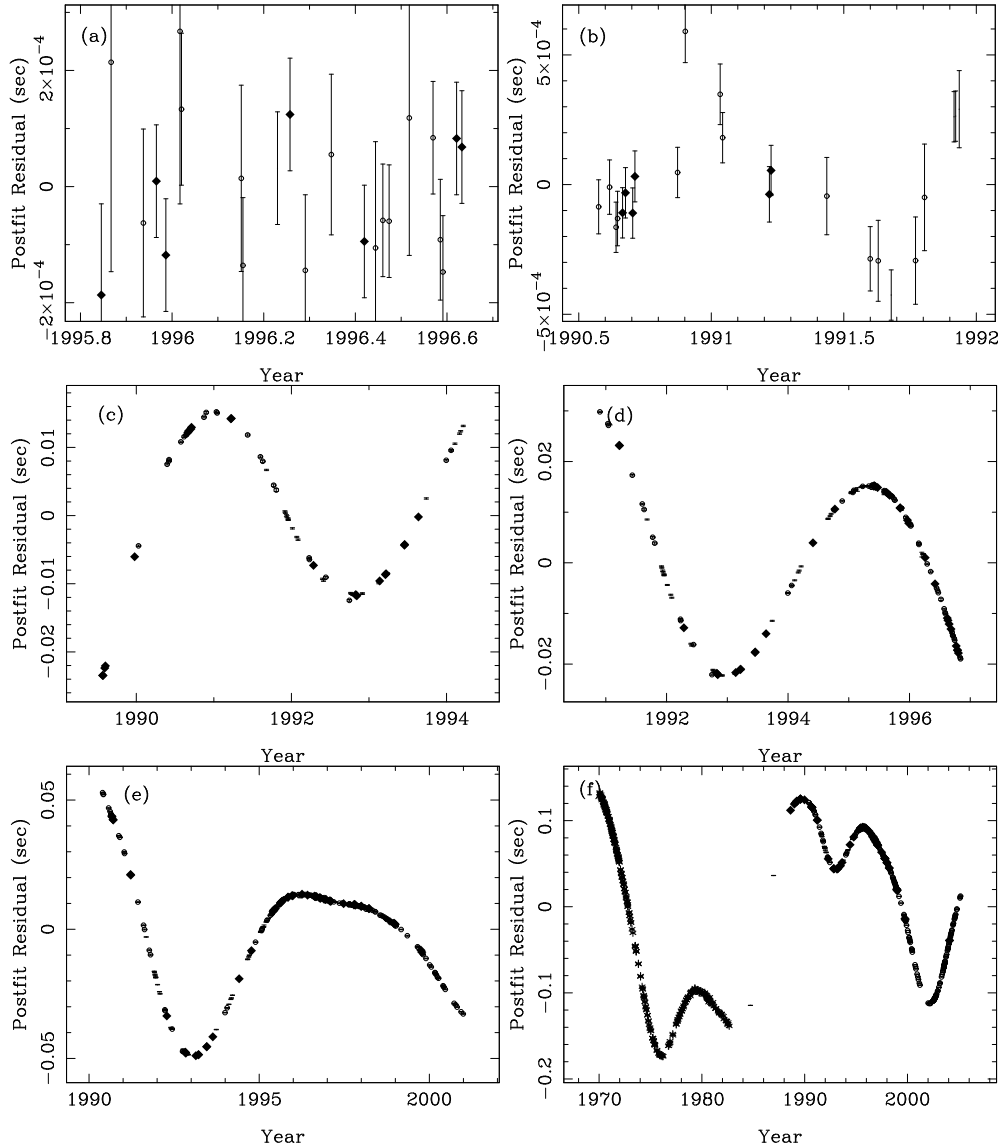 (a)
Postfit Residual (sec)
2×10⁻⁴
0
−2×10⁻⁴
1995.8 1996 1996.2 1996.4 1996.6
Year
(b)
Postfit Residual (sec)
5×10⁻⁴
0
−5×10⁻⁴
1990.5 1991 1991.5 1992
Year
(c)
Postfit Residual (sec)
0.01
0
−0.01
−0.02
1990 1992 1994
Year
(d)
Postfit Residual (sec)
0.02
0
−0.02
1992 1994 1996
Year
(e)
Postfit Residual (sec)
0.05
0
−0.05
1990 1995 2000
Year
(f)
Postfit Residual (sec)
0.1
0
−0.1
−0.2
1970 1980 1990 2000
Year